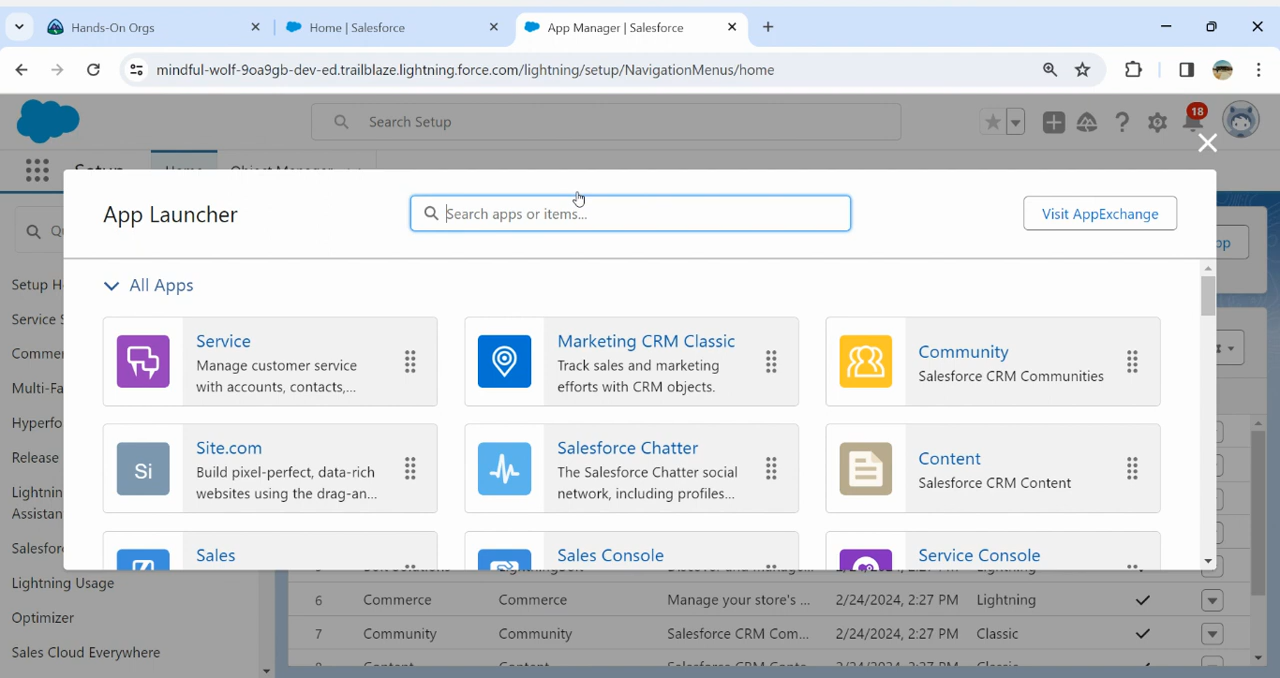 Hands-On Orgs
Home | Salesforce
App Manager | Salesforce
mindful-wolf-9oa9gb-dev-ed.trailblaze.lightning.force.com/lightning/setup/NavigationMenus/home
Search Setup
18
Setup Home Object Manager
App Launcher
Search apps or items...
Visit AppExchange
All Apps
Service
Manage customer service
with accounts, contacts,...
Marketing CRM Classic
Track sales and marketing
efforts with CRM objects.
Community
Salesforce CRM Communities
Si
Site.com
Build pixel-perfect, data-rich
websites using the drag-an...
Salesforce Chatter
The Salesforce Chatter social
network, including profiles...
Content
Salesforce CRM Content
Sales
Sales Console
Service Console
Setup H
Service S
Commer
Multi-Fa
Hyperfo
Release
Lightnin
Assistan
Salesfor
Lightning Usage
Optimizer
Sales Cloud Everywhere
6 Commerce Commerce Manage your store's ... 2/24/2024, 2:27 PM Lightning
7 Community Community Salesforce CRM Com... 2/24/2024, 2:27 PM Classic